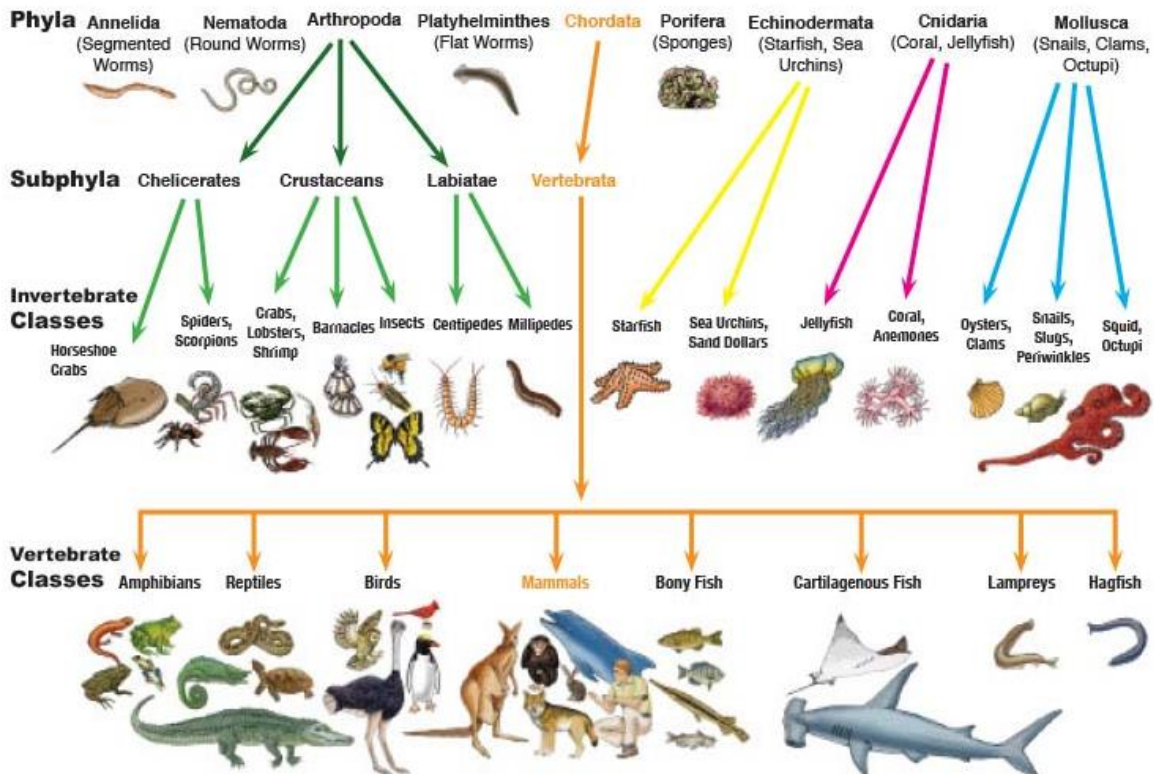 Phyla
Annelida
(Segmented
Worms)
Nematoda
(Round Worms)
Arthropoda
Platyhelminthes
(Flat Worms)
Chordata
Porifera
(Sponges)
Echinodermata
(Starfish, Sea
Urchins)
Cnidaria
(Coral, Jellyfish)
Mollusca
(Snails, Clams,
Octupi)
Subphyla
Chelicerates
Crustaceans
Labiatae
Vertebrata
Invertebrate
Classes
Horseshoe
Crabs
Spiders,
Scorpions
Crabs,
Lobsters,
Shrimp
Barnacles
Insects
Centipedes
Millipedes
Starfish
Sea Urchins,
Sand Dollars
Jellyfish
Coral,
Anemones
Oysters,
Clams
Snails,
Slugs,
Periwinkles
Squid,
Octupi
Vertebrate
Classes
Amphibians
Reptiles
Birds
Mammals
Bony Fish
Cartilagenous Fish
Lampreys
Hagfish